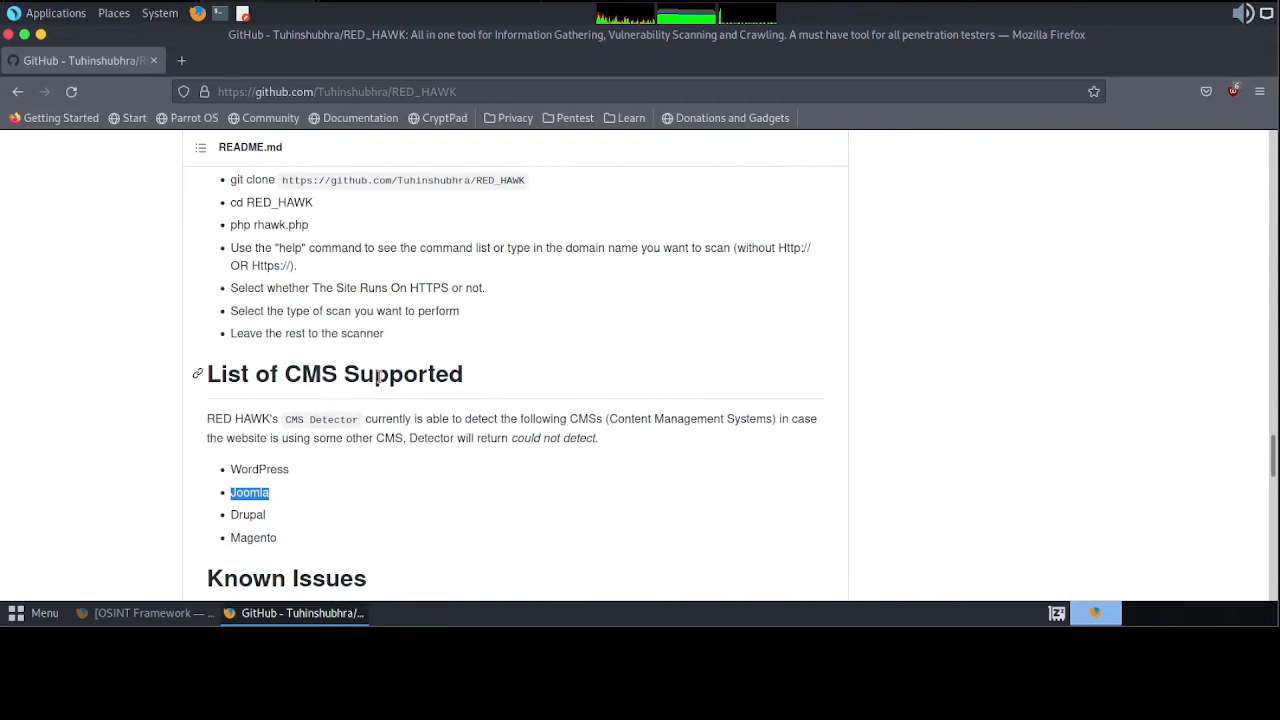 Applications Places System
GitHub - Tuhinshubhra/RED_HAWK: All in one tool for Information Gathering, Vulnerability Scanning and Crawling. A must have tool for all penetration testers — Mozilla Firefox
GitHub - Tuhinshubhra/R
https://github.com/Tuhinshubhra/RED_HAWK
6
Getting Started Start Parrot OS Community Documentation CryptPad Privacy Pentest Learn Donations and Gadgets
README.md
• git clone https://github.com/Tuhinshubhra/RED_HAWK
• cd RED_HAWK
• php rhawk.php
• Use the "help" command to see the command list or type in the domain name you want to scan (without Http://
OR Https://).
• Select whether The Site Runs On HTTPS or not.
• Select the type of scan you want to perform
• Leave the rest to the scanner
List of CMS Supported
RED HAWK's CMS Detector currently is able to detect the following CMSs (Content Management Systems) in case
the website is using some other CMS, Detector will return could not detect.
• WordPress
• Joomla
• Drupal
• Magento
Known Issues
Menu [OSINT Framework — ... GitHub - Tuhinshubhra/...